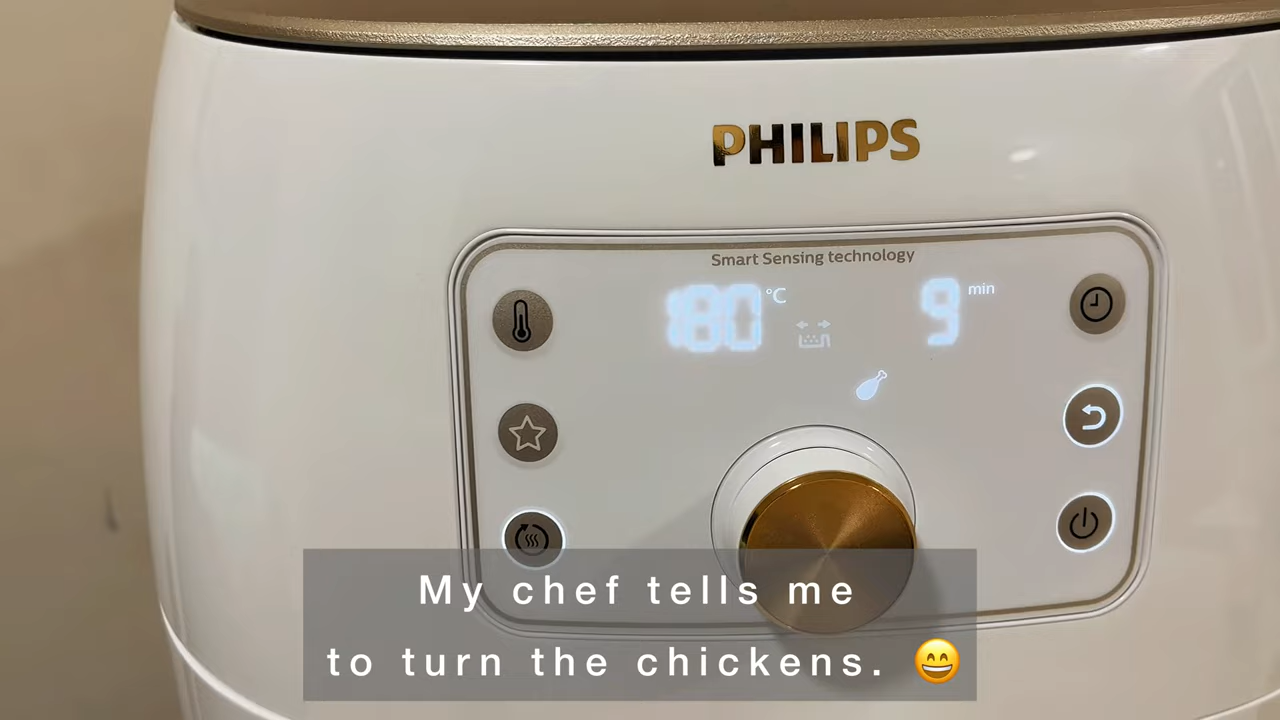 PHILIPS
Smart Sensing technology
180 °C
9 min
My chef tells me
to turn the chickens. 😄